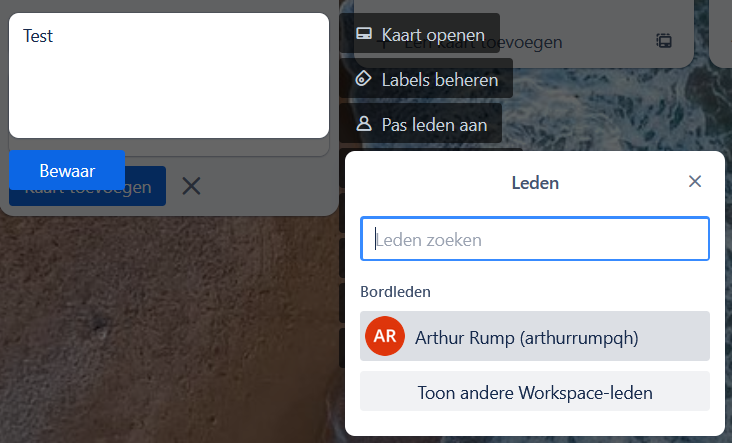 Test
Bewaar
Kaart toevoegen
Kaart openen
Een kaart toevoegen
Labels beheren
Pas leden aan
Leden
Leden zoeken
Bordleden
AR Arthur Rump (arthurrumpqh)
Toon andere Workspace-leden